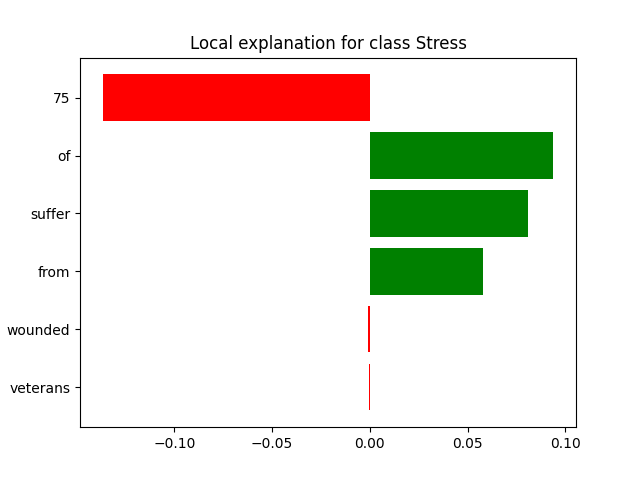 Local explanation for class Stress
75
of
suffer
from
wounded
veterans
−0.10 −0.05 0.00 0.05 0.10